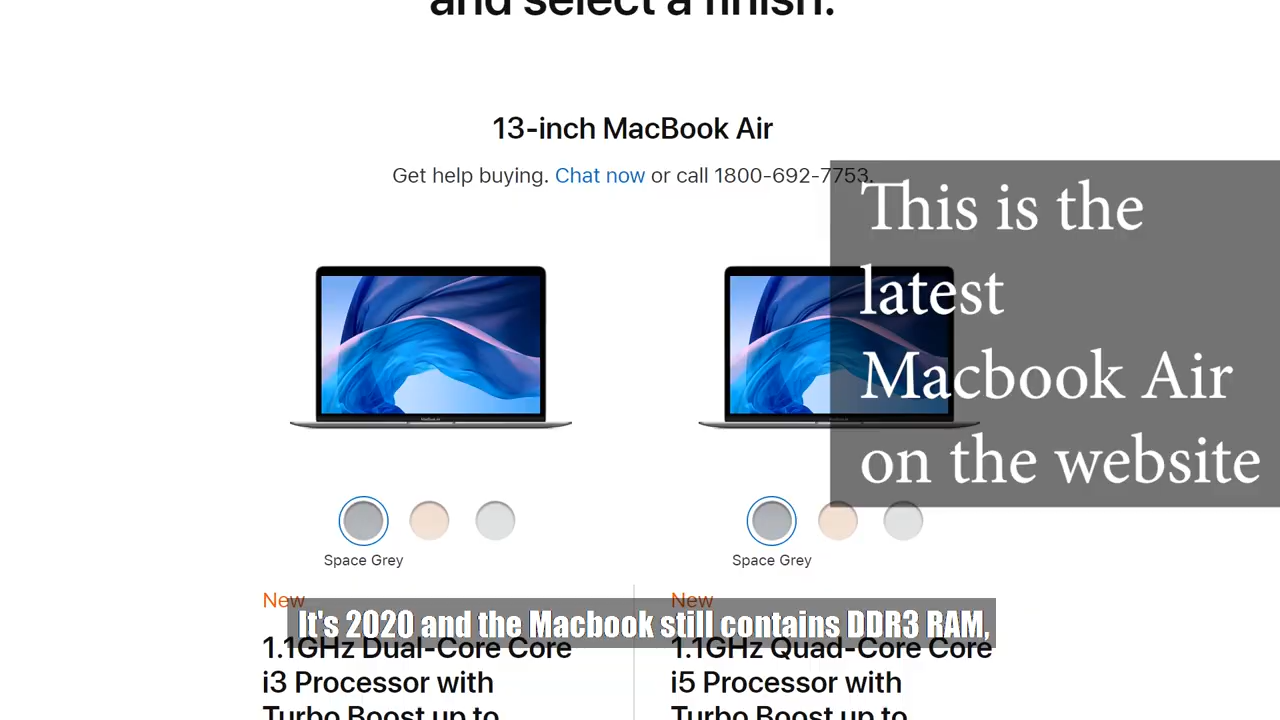 and select a finish.
13-inch MacBook Air
Get help buying. Chat now or call 1800-692-7753.
This is the
latest
Macbook Air
on the website
Space Grey
Space Grey
New
New
It's 2020 and the Macbook still contains DDR3 RAM,
1.1GHz Dual-Core Core
i3 Processor with
Turbo Boost up to
1.1GHz Quad-Core Core
i5 Processor with
Turbo Boost up to